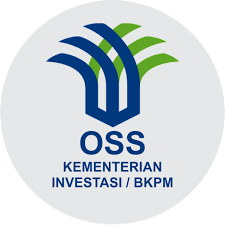 OSS
KEMENTERIAN
INVESTASI / BKPM